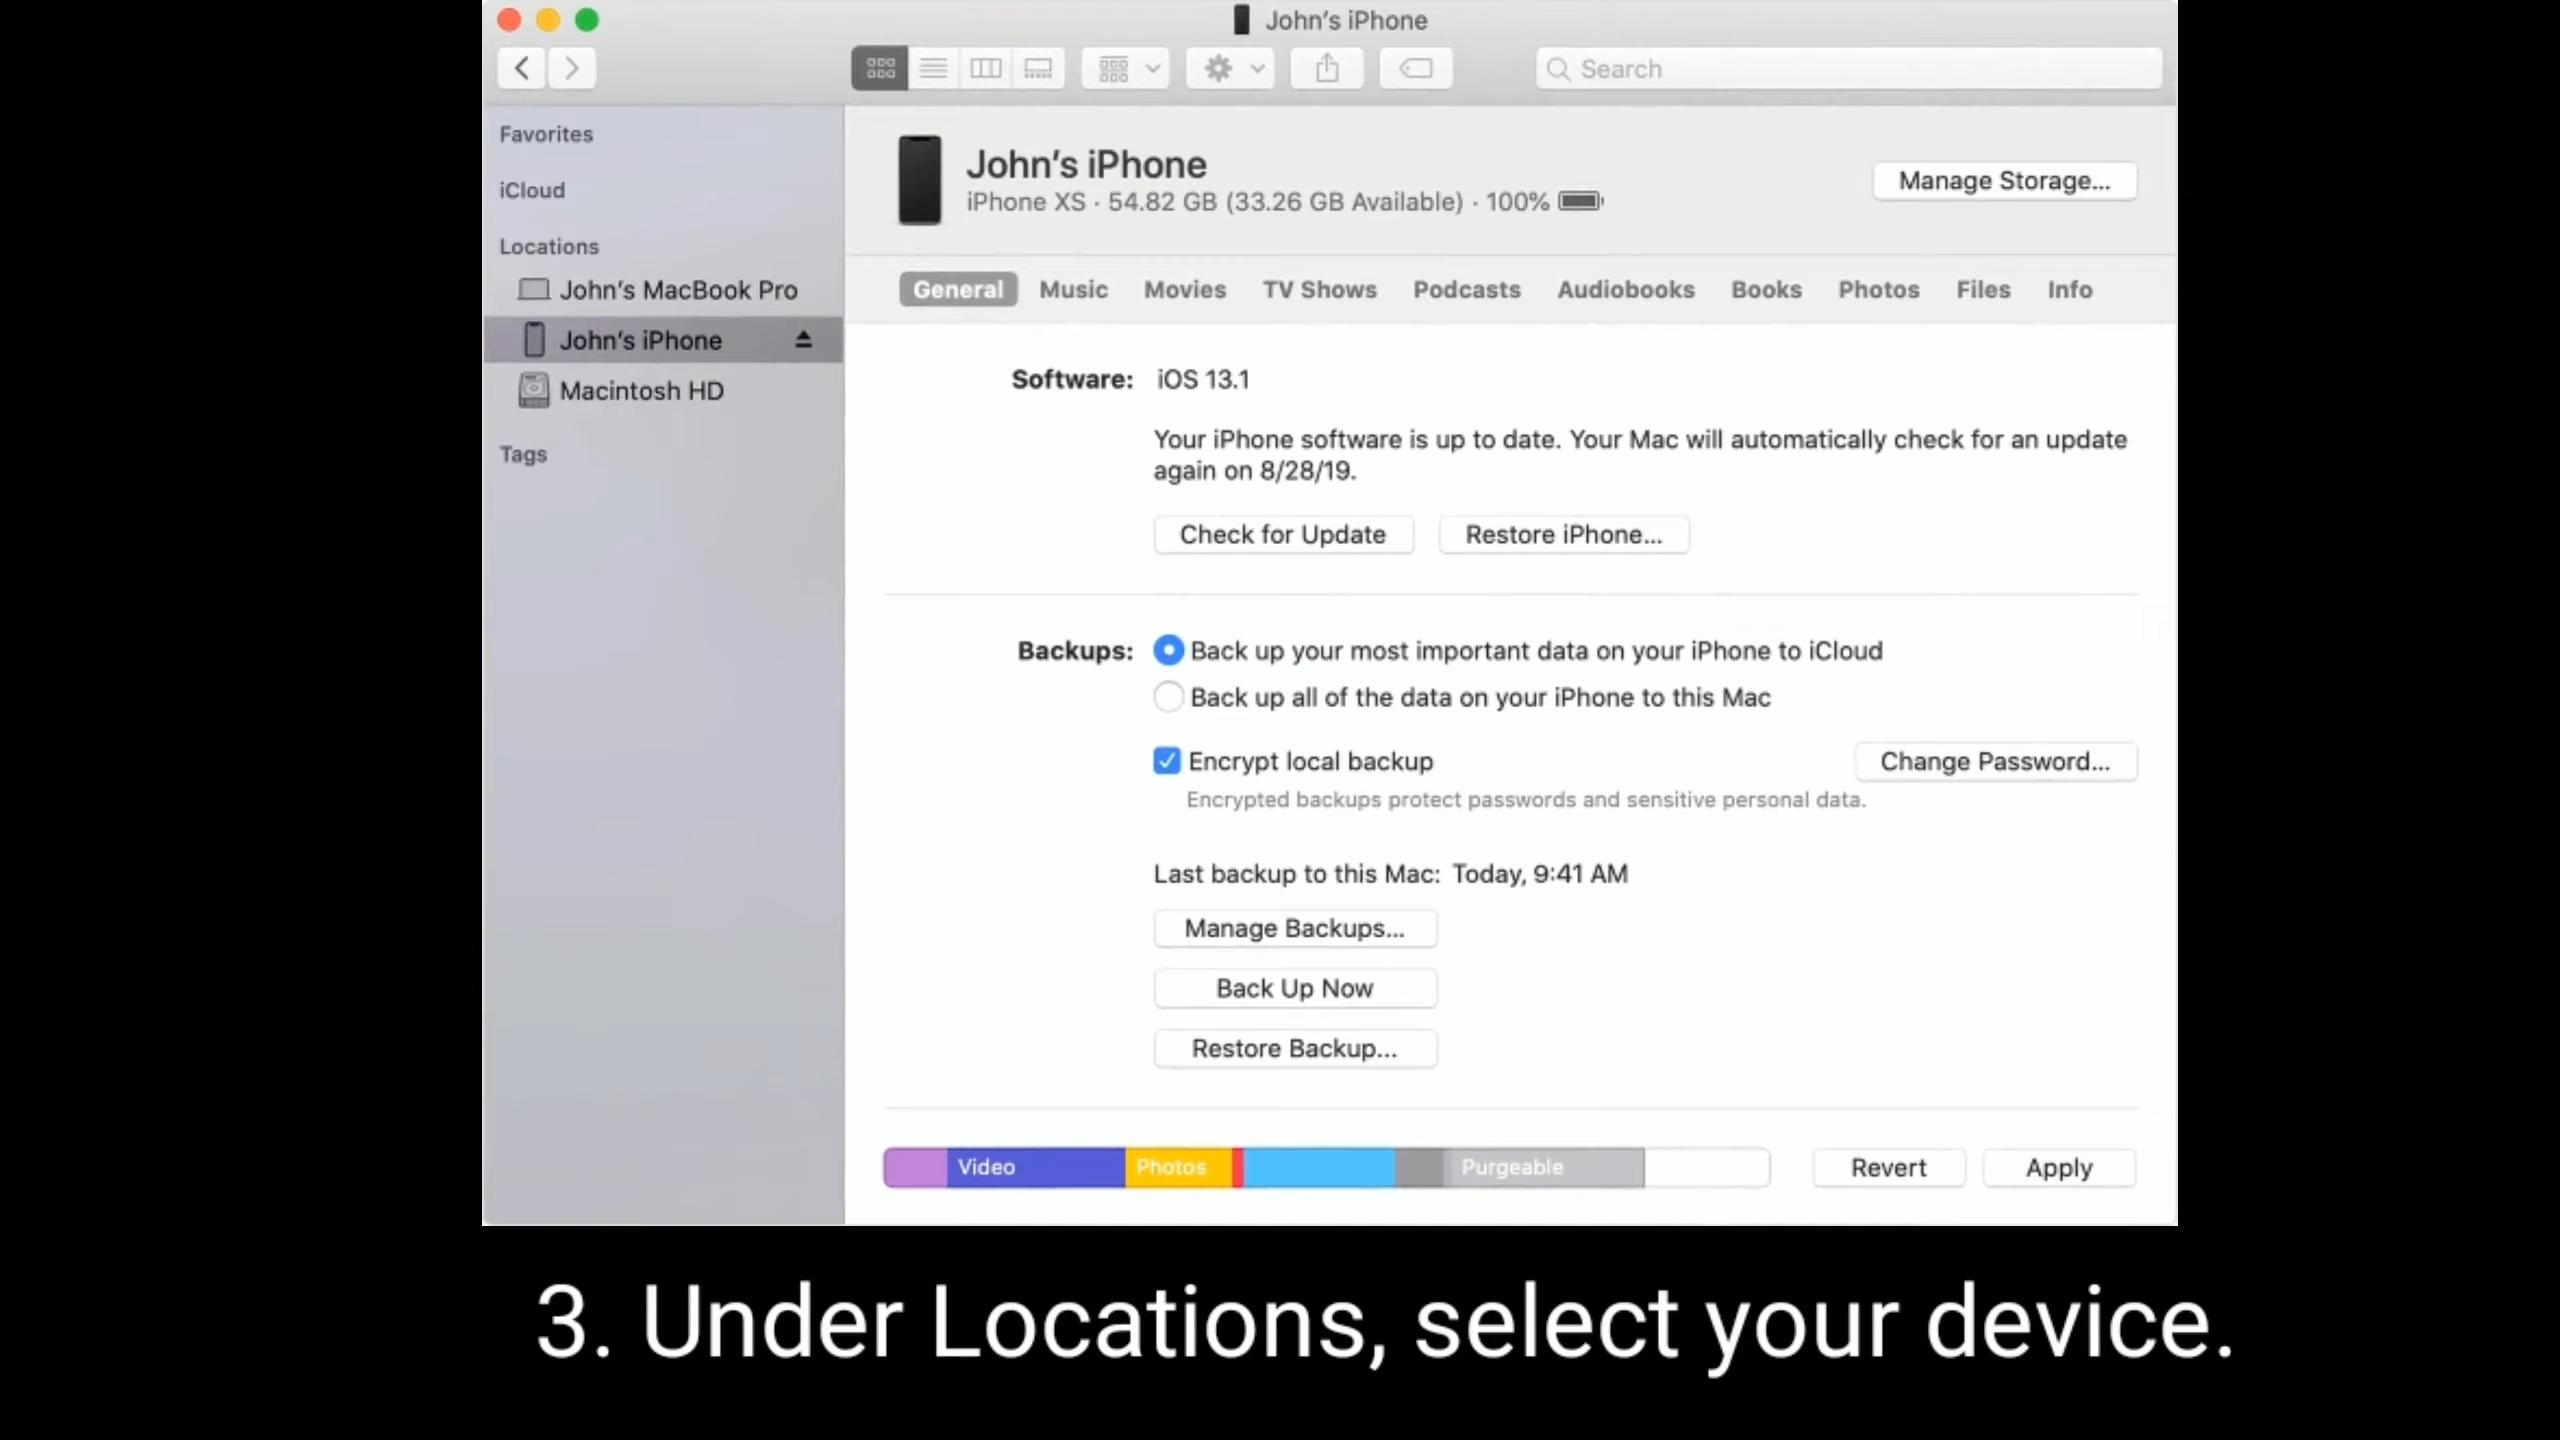 John's iPhone
Search
Favorites
iCloud
Locations
John's MacBook Pro
John's iPhone
Macintosh HD
Tags
John's iPhone
iPhone XS · 54.82 GB (33.26 GB Available) · 100%
Manage Storage...
General Music Movies TV Shows Podcasts Audiobooks Books Photos Files Info
Software: iOS 13.1
Your iPhone software is up to date. Your Mac will automatically check for an update
again on 8/28/19.
Check for Update Restore iPhone...
Backups: Back up your most important data on your iPhone to iCloud
Back up all of the data on your iPhone to this Mac
Encrypt local backup Change Password...
Encrypted backups protect passwords and sensitive personal data.
Last backup to this Mac: Today, 9:41 AM
Manage Backups...
Back Up Now
Restore Backup...
Video Photos Purgeable Revert Apply
3. Under Locations, select your device.